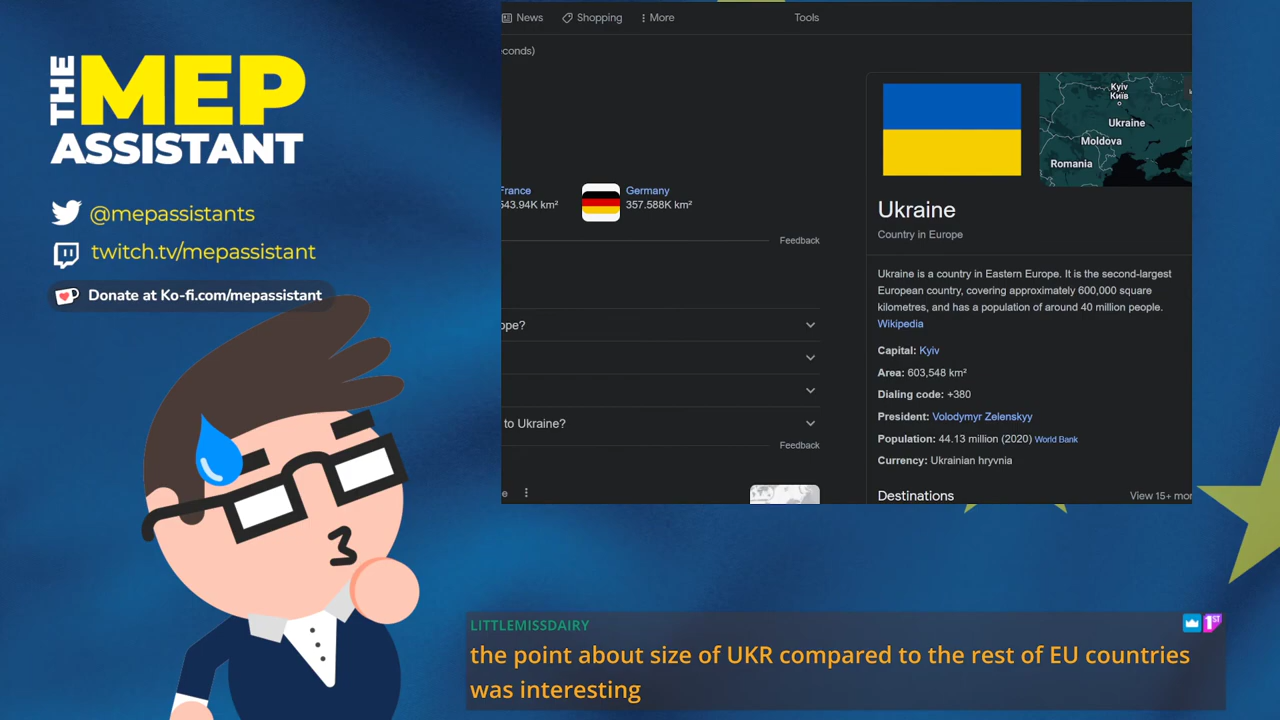 THE
MEP
ASSISTANT
@mepassistants
twitch.tv/mepassistant
Donate at Ko-fi.com/mepassistant
News
Shopping
More
Tools
conds)
France
543.94K km²
Germany
357.588K km²
Feedback
ope?
to Ukraine?
Feedback
e
Kyiv
Київ
Ukraine
Moldova
Romania
Ukraine
Country in Europe
Ukraine is a country in Eastern Europe. It is the second-largest
European country, covering approximately 600,000 square
kilometres, and has a population of around 40 million people.
Wikipedia
Capital: Kyiv
Area: 603,548 km²
Dialing code: +380
President: Volodymyr Zelenskyy
Population: 44.13 million (2020) World Bank
Currency: Ukrainian hryvnia
Destinations
View 15+ mor
LITTLEMISSDAIRY
1ST
the point about size of UKR compared to the rest of EU countries
was interesting